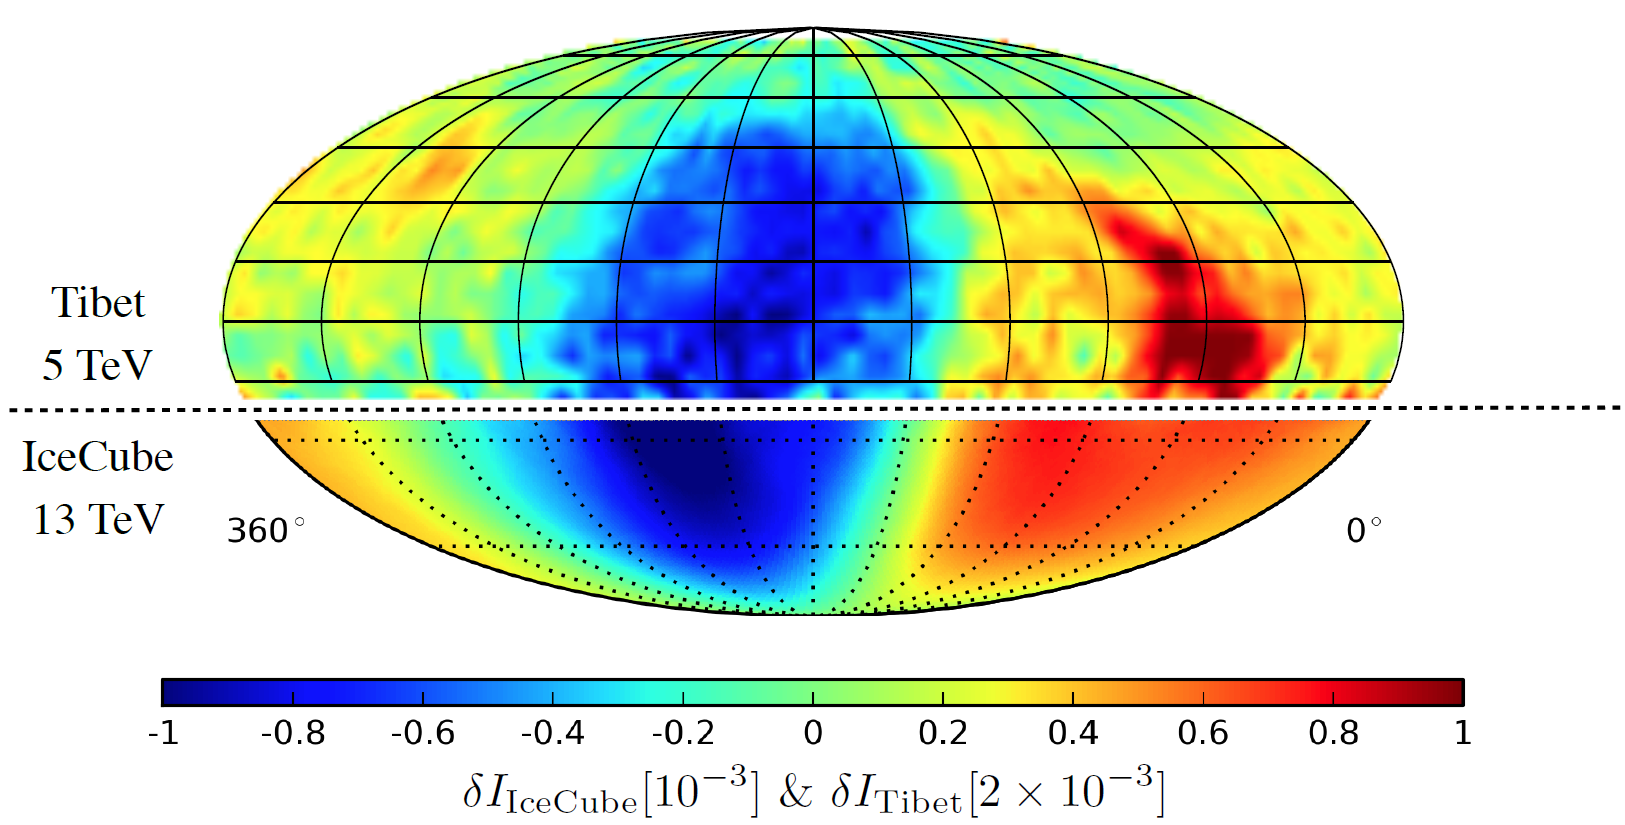 Tibet
5 TeV
IceCube
13 TeV
360° 0°
-1 -0.8 -0.6 -0.4 -0.2 0 0.2 0.4 0.6 0.8 1
δI_IceCube[10⁻³] & δI_Tibet[2 × 10⁻³]